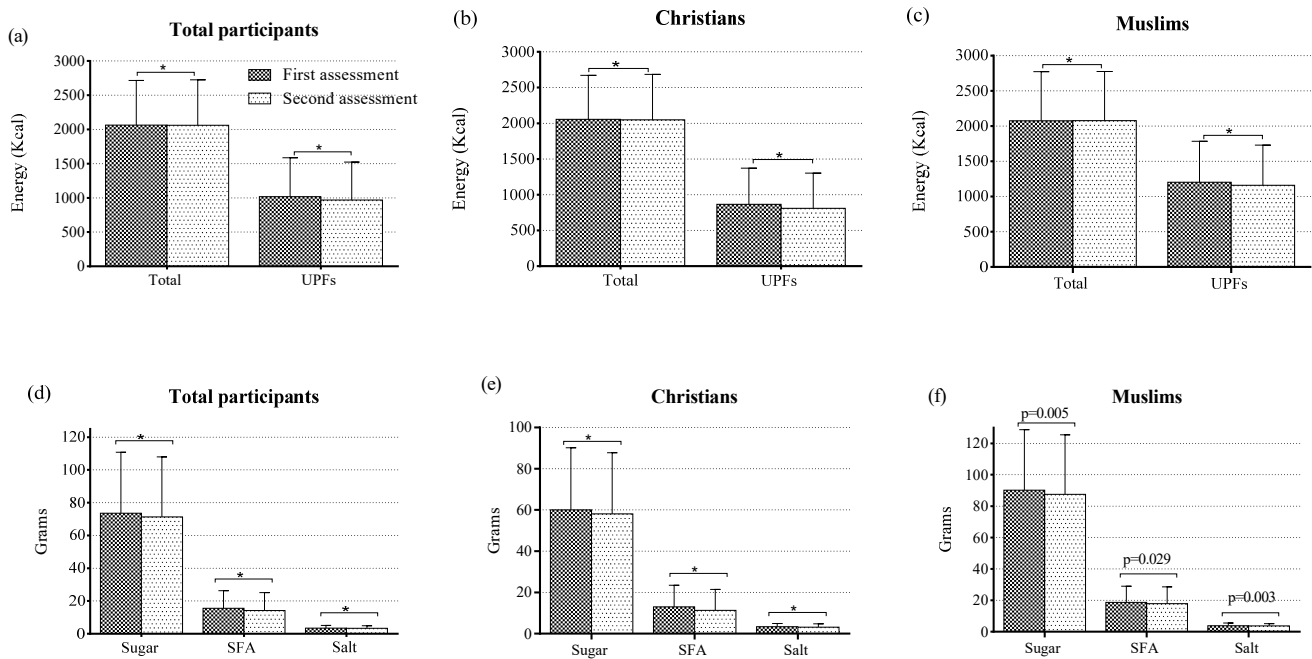 (a)
Total participants
Energy (Kcal)
3000
2500
2000
1500
1000
500
0
*
*
First assessment
Second assessment
Total
UPFs
(b)
Christians
Energy (Kcal)
3000
2500
2000
1500
1000
500
0
*
*
Total
UPFs
(c)
Muslims
Energy (Kcal)
3000
2500
2000
1500
1000
500
0
*
*
Total
UPFs
(d)
Total participants
Grams
120
100
80
60
40
20
0
*
*
*
Sugar
SFA
Salt
(e)
Christians
Grams
100
80
60
40
20
0
*
*
*
Sugar
SFA
Salt
(f)
Muslims
Grams
120
100
80
60
40
20
0
p=0.005
p=0.029
p=0.003
Sugar
SFA
Salt